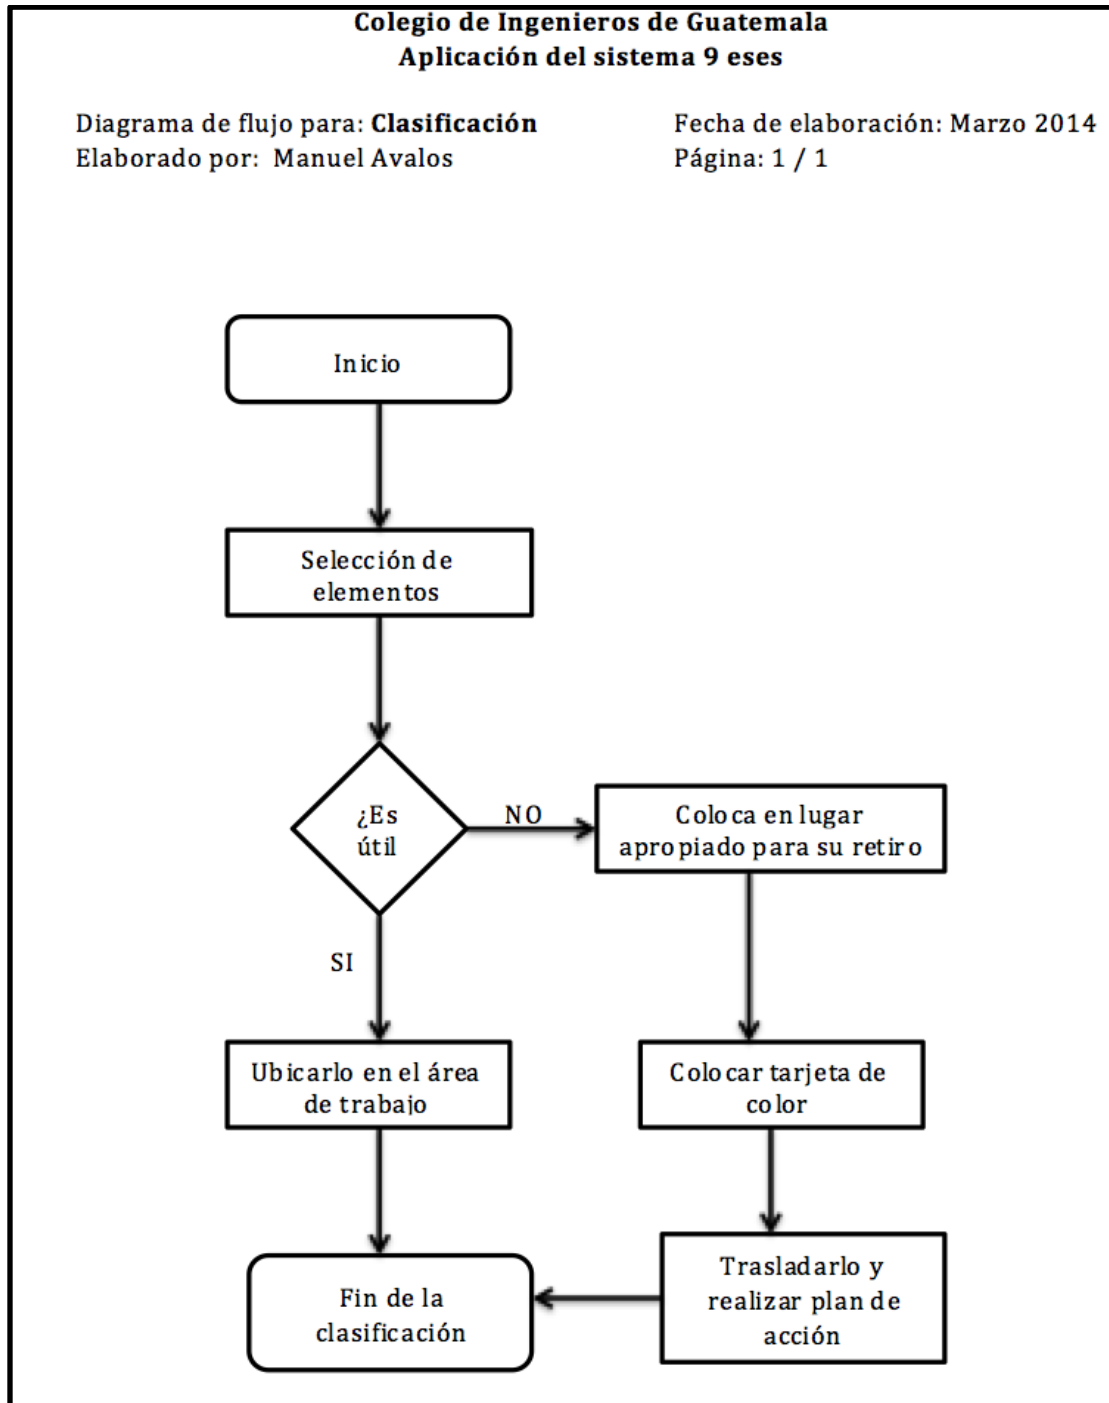 Colegio de Ingenieros de Guatemala
Aplicación del sistema 9 eses
Diagrama de flujo para: Clasificación
Fecha de elaboración: Marzo 2014
Elaborado por: Manuel Avalos
Página: 1 / 1
Inicio
Selección de
elementos
¿Es
útil
NO
Coloca en lugar
apropiado para su retiro
SI
Ubicarlo en el área
de trabajo
Colocar tarjeta de
color
Trasladarlo y
realizar plan de
acción
Fin de la
clasificación